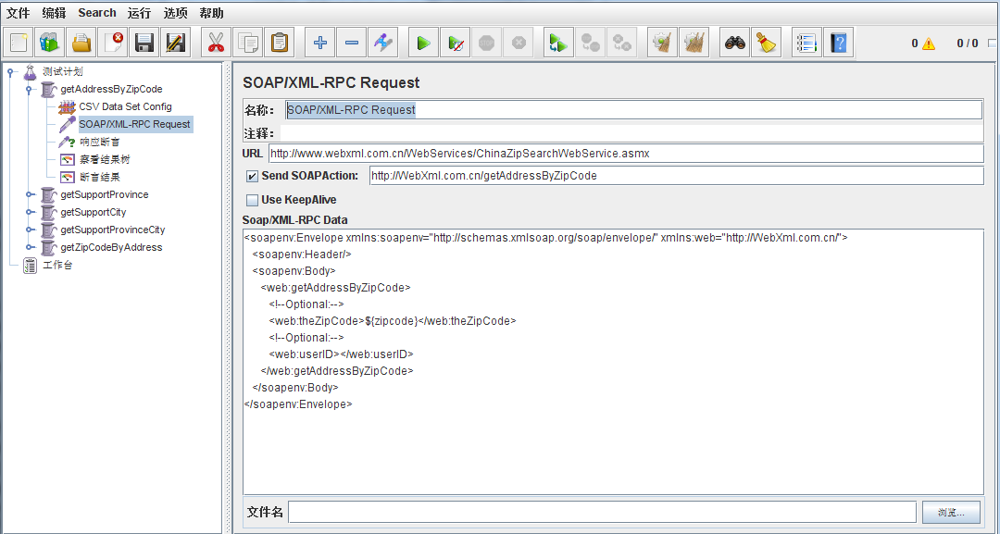 文件 编辑 Search 运行 选项 帮助
0 0 / 0
测试计划
getAddressByZipCode
CSV Data Set Config
SOAP/XML-RPC Request
响应断言
察看结果树
断言结果
getSupportProvince
getSupportCity
getSupportProvinceCity
getZipCodeByAddress
工作台
SOAP/XML-RPC Request
名称： SOAP/XML-RPC Request
注释：
URL http://www.webxml.com.cn/WebServices/ChinaZipSearchWebService.asmx
Send SOAPAction: http://WebXml.com.cn/getAddressByZipCode
Use KeepAlive
Soap/XML-RPC Data
<soapenv:Envelope xmlns:soapenv="http://schemas.xmlsoap.org/soap/envelope/" xmlns:web="http://WebXml.com.cn/">
<soapenv:Header/>
<soapenv:Body>
<web:getAddressByZipCode>
<!--Optional:-->
<web:theZipCode>${zipcode}</web:theZipCode>
<!--Optional:-->
<web:userID></web:userID>
</web:getAddressByZipCode>
</soapenv:Body>
</soapenv:Envelope>
文件名 浏览...